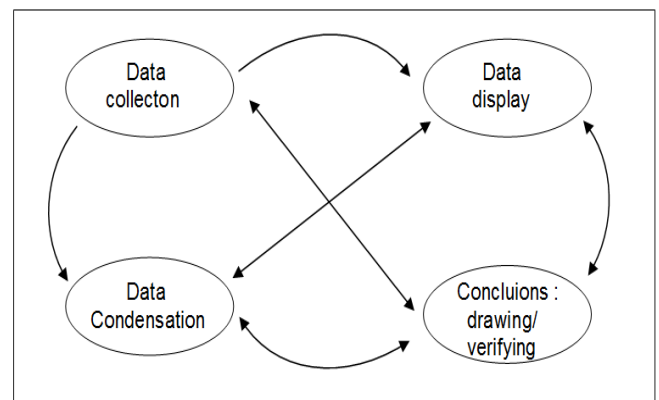 Data
collecton
Data
display
Data
Condensation
Concluions :
drawing/
verifying